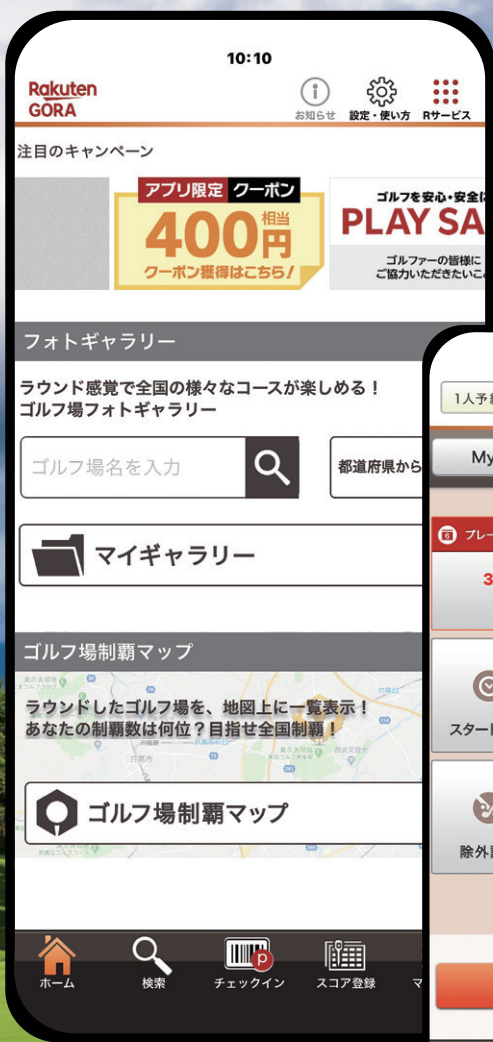 10:10
Rakuten
GORA
お知らせ
設定・使い方
Rサービス
注目のキャンペーン
アプリ限定 クーポン
400円相当
クーポン獲得はこちら!
ゴルフを安心・安全に
PLAY SA
ゴルファーの皆様に
ご協力いただきたいこ
フォトギャラリー
ラウンド感覚で全国の様々なコースが楽しめる！
ゴルフ場フォトギャラリー
ゴルフ場名を入力
都道府県から
マイギャラリー
ゴルフ場制覇マップ
ラウンドしたゴルフ場を、地図上に一覧表示！
あなたの制覇数は何位？目指せ全国制覇！
日高市
ゴルフ場制覇マップ
ホーム
検索
チェックイン
スコア登録
マ
1人予
My
プレー
3
スター
除外